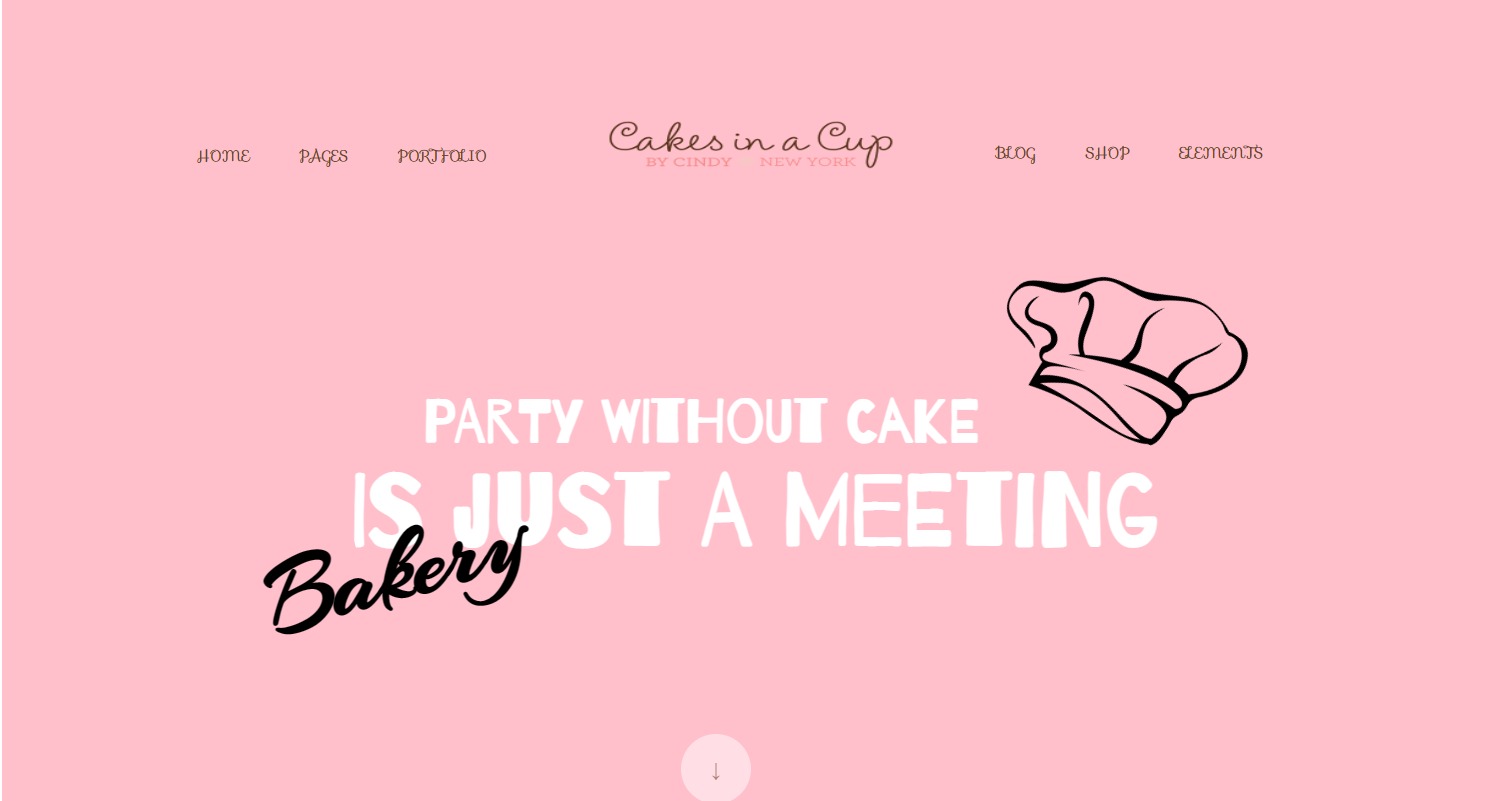 HOME PAGES PORTFOLIO
Cakes in a Cup
BY CINDY NEW YORK
BLOG SHOP ELEMENTS
PARTY WITHOUT CAKE
IS JUST A MEETING
Bakery
↓